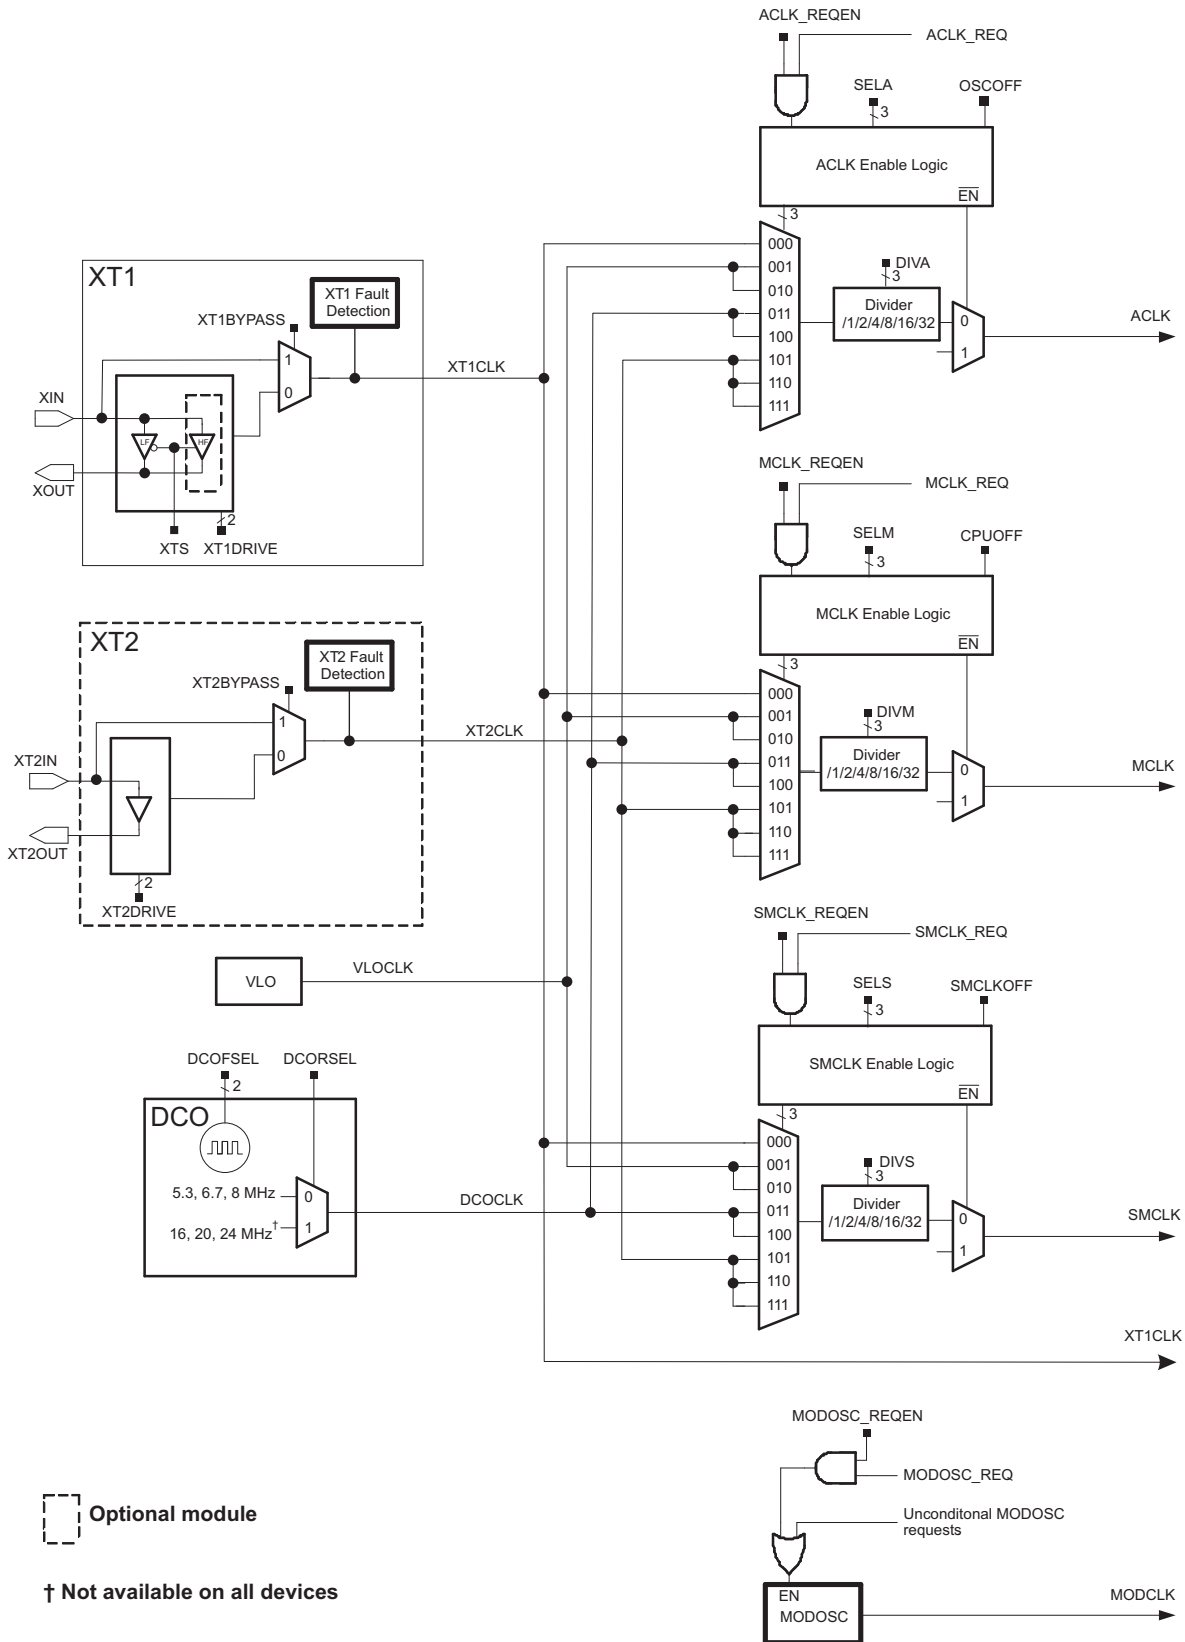 ACLK_REQEN
ACLK_REQ
SELA
OSCOFF
3
ACLK Enable Logic
EN
3
000
001
010
011
100
101
110
111
DIVA
3
Divider
/1/2/4/8/16/32
0
1
ACLK
XT1
XT1 Fault
Detection
XT1BYPASS
1
0
XT1CLK
XIN
LF
HF
XOUT
2
XTS
XT1DRIVE
MCLK_REQEN
MCLK_REQ
SELM
CPUOFF
3
MCLK Enable Logic
EN
3
000
001
010
011
100
101
110
111
DIVM
3
Divider
/1/2/4/8/16/32
0
1
MCLK
XT2
XT2 Fault
Detection
XT2BYPASS
1
0
XT2CLK
XT2IN
XT2OUT
2
XT2DRIVE
SMCLK_REQEN
SMCLK_REQ
SELS
SMCLKOFF
3
SMCLK Enable Logic
EN
3
000
001
010
011
100
101
110
111
DIVS
3
Divider
/1/2/4/8/16/32
0
1
SMCLK
VLO
VLOCLK
DCOFSEL
DCORSEL
2
DCO
5.3, 6.7, 8 MHz
0
16, 20, 24 MHz†
1
DCOCLK
XT1CLK
MODOSC_REQEN
MODOSC_REQ
Unconditonal MODOSC
requests
EN
MODOSC
MODCLK
Optional module
† Not available on all devices